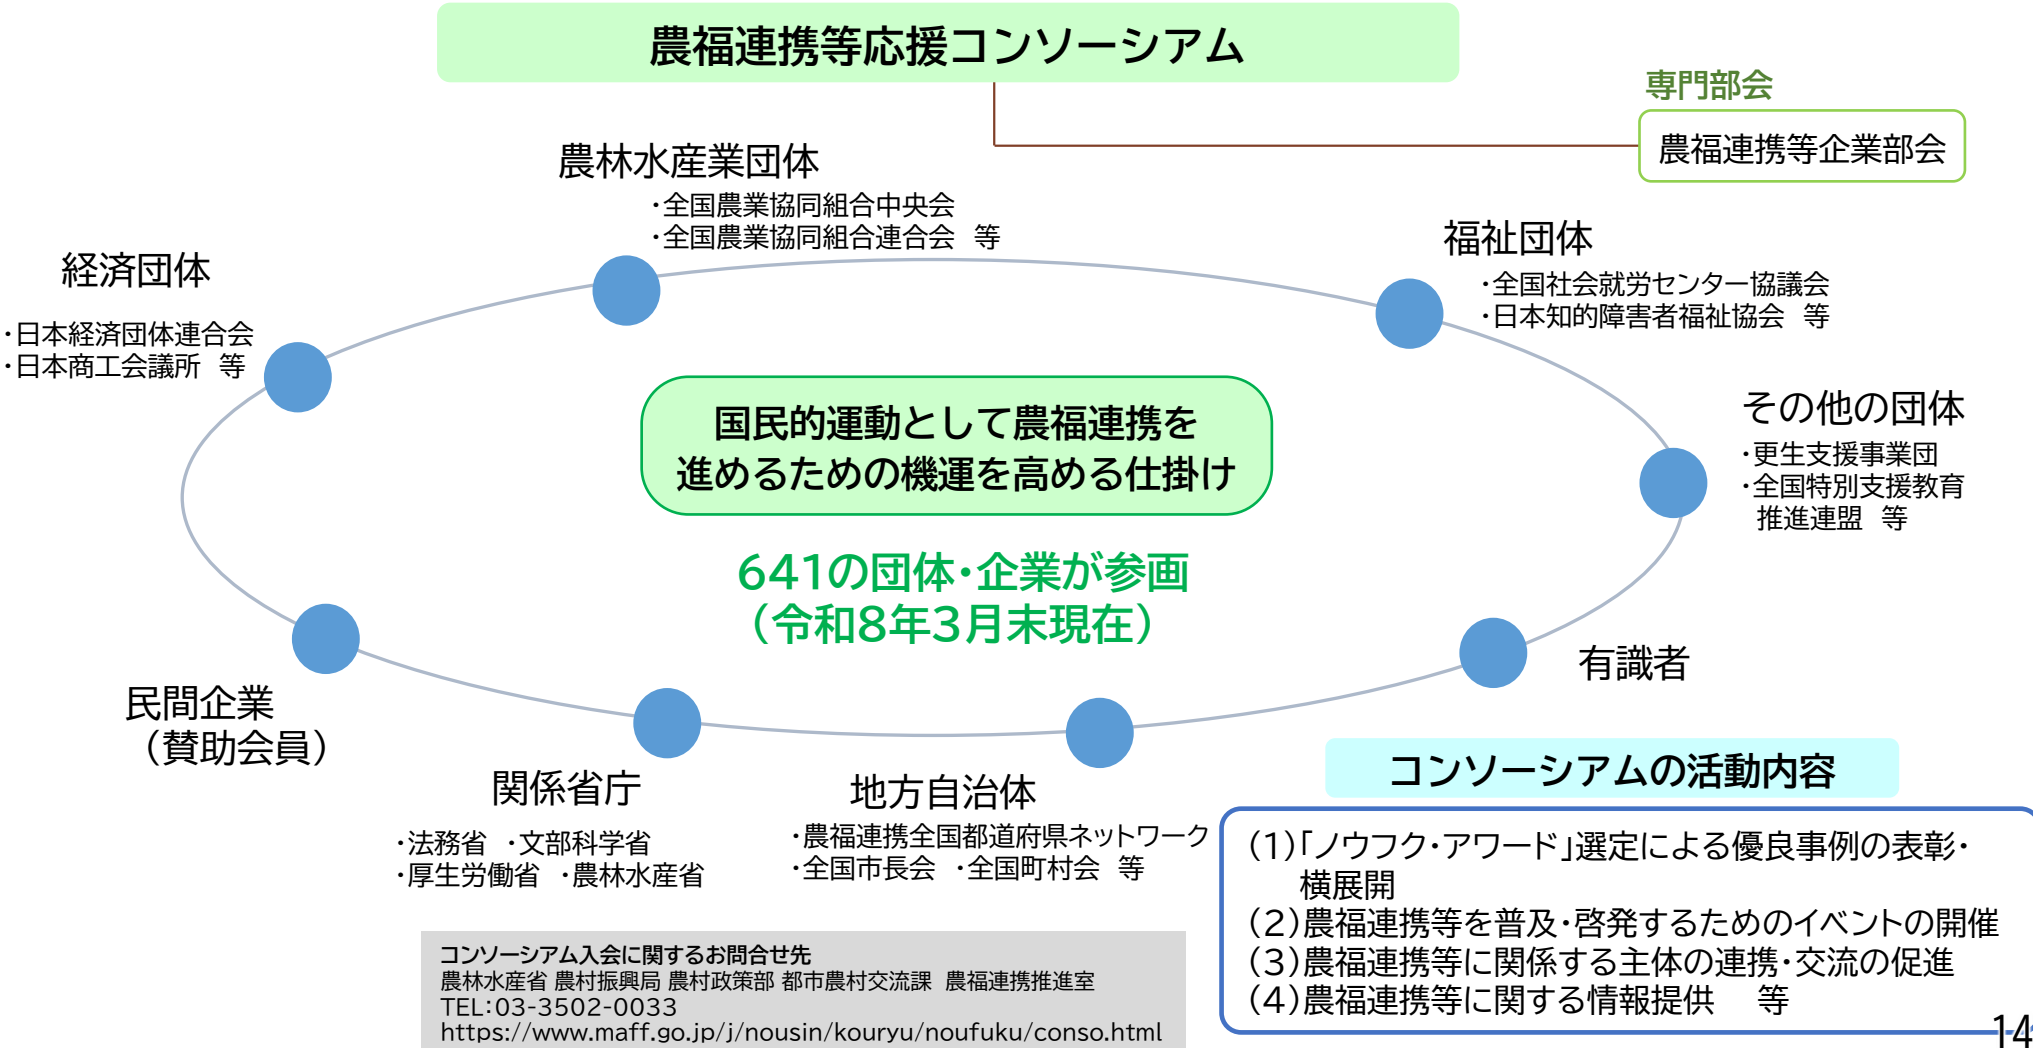 農福連携等応援コンソーシアム
専門部会
農福連携等企業部会
農林水産業団体
・全国農業協同組合中央会
・全国農業協同組合連合会　等
福祉団体
・全国社会就労センター協議会
・日本知的障害者福祉協会　等
経済団体
・日本経済団体連合会
・日本商工会議所　等
その他の団体
・更生支援事業団
・全国特別支援教育
推進連盟　等
国民的運動として農福連携を
進めるための機運を高める仕掛け
641の団体・企業が参画
（令和8年3月末現在）
有識者
民間企業
（賛助会員）
関係省庁
・法務省　・文部科学省
・厚生労働省　・農林水産省
地方自治体
・農福連携全国都道府県ネットワーク
・全国市長会　・全国町村会　等
コンソーシアムの活動内容
（1）「ノウフク・アワード」選定による優良事例の表彰・
横展開
（2）農福連携等を普及・啓発するためのイベントの開催
（3）農福連携等に関係する主体の連携・交流の促進
（4）農福連携等に関する情報提供　等
コンソーシアム入会に関するお問合せ先
農林水産省 農村振興局 農村政策部 都市農村交流課 農福連携推進室
TEL：03-3502-0033
https://www.maff.go.jp/j/nousin/kouryu/noufuku/conso.html
14